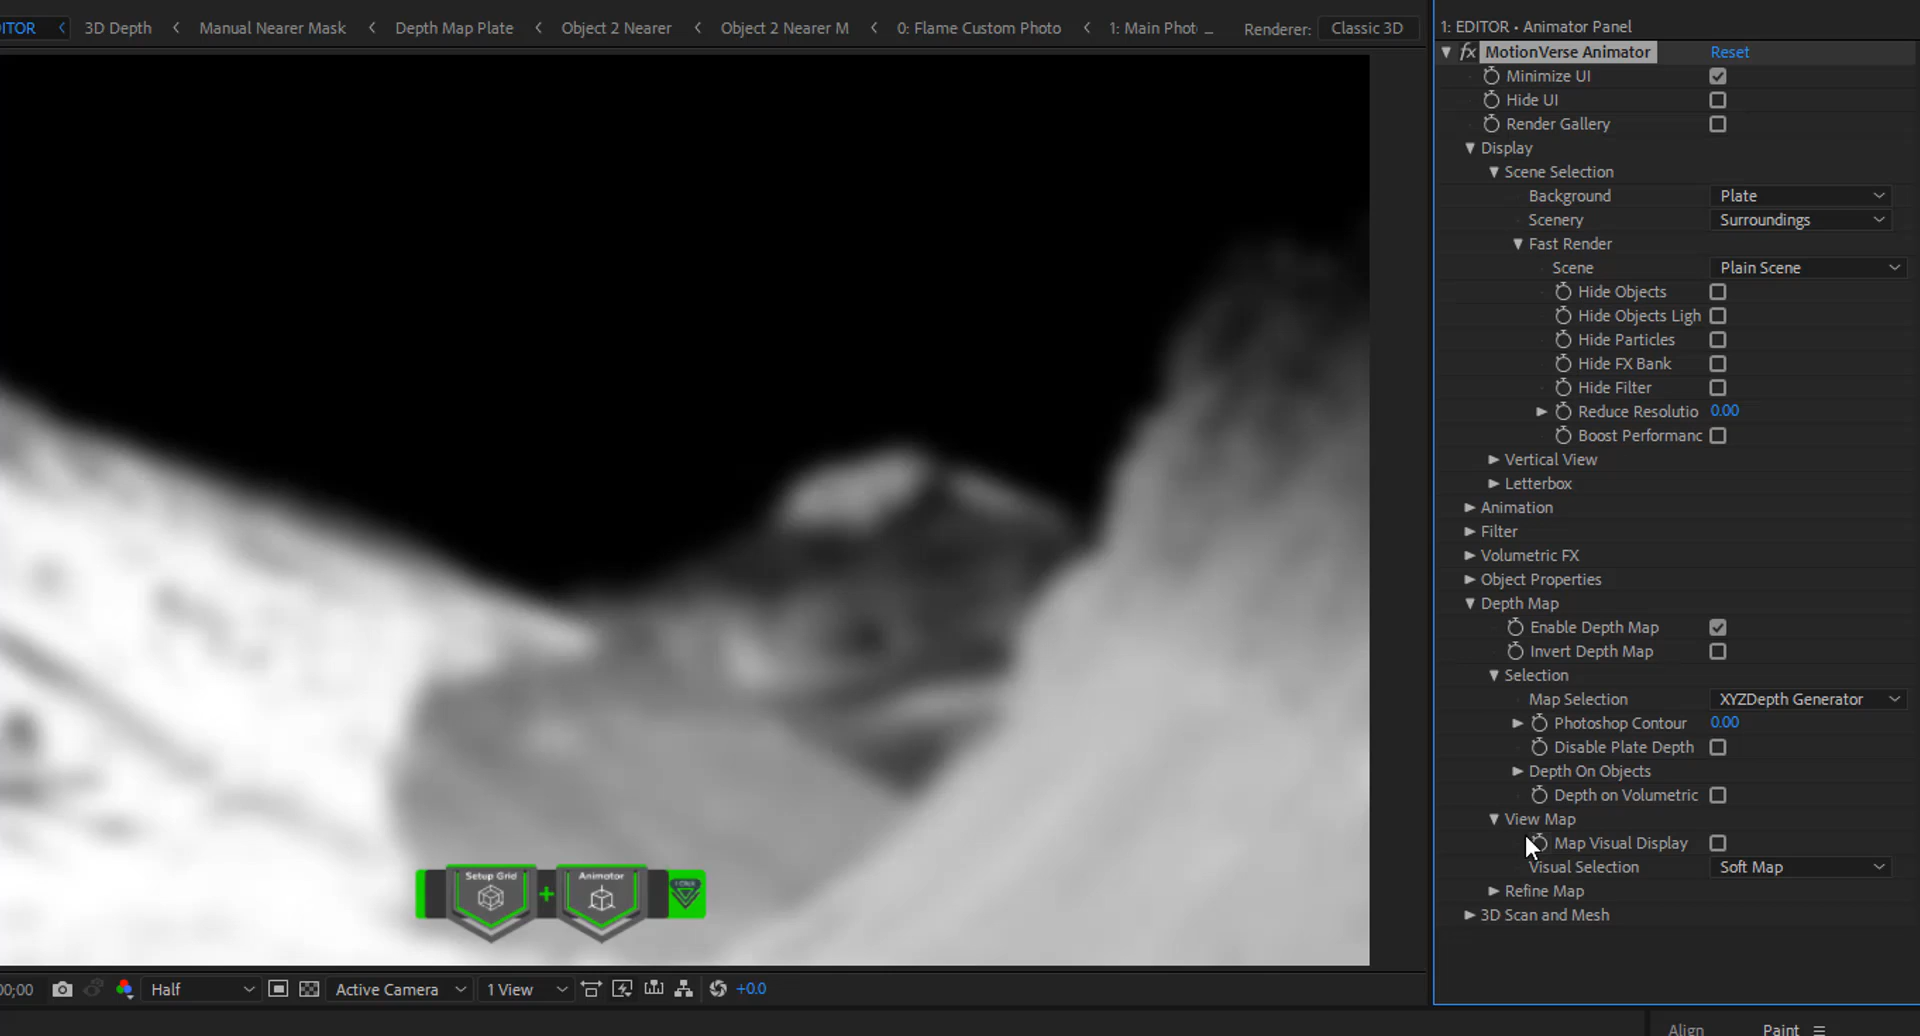 ITOR
3D Depth
Manual Nearer Mask
Depth Map Plate
Object 2 Nearer
Object 2 Nearer M
0: Flame Custom Photo
1: Main Phot
Renderer:
Classic 3D
1: EDITOR • Animator Panel
fx MotionVerse Animator Reset
Minimize UI
Hide UI
Render Gallery
Display
Scene Selection
Background Plate
Scenery Surroundings
Fast Render
Scene Plain Scene
Hide Objects
Hide Objects Ligh
Hide Particles
Hide FX Bank
Hide Filter
Reduce Resolutio 0.00
Boost Performanc
Vertical View
Letterbox
Animation
Filter
Volumetric FX
Object Properties
Depth Map
Enable Depth Map
Invert Depth Map
Selection
Map Selection XYZDepth Generator
Photoshop Contour 0.00
Disable Plate Depth
Depth On Objects
Depth on Volumetric
View Map
Map Visual Display
Visual Selection Soft Map
Refine Map
3D Scan and Mesh
Setup Grid + Animator
00;00 Half Active Camera 1 View +0.0
Align Paint